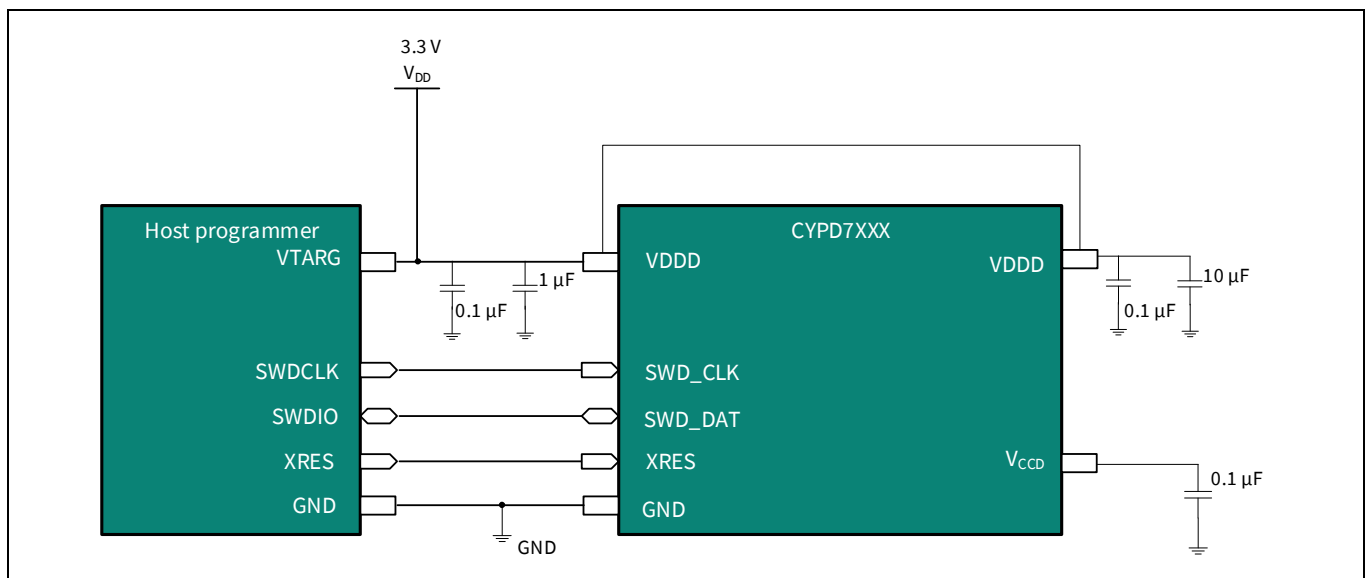 3.3 V
VDD
Host programmer
CYPD7XXX
VTARG
VDDD
VDDD
0.1 µF
1 µF
0.1 µF
10 µF
SWDCLK
SWD_CLK
SWDIO
SWD_DAT
XRES
XRES
VCCD
0.1 µF
GND
GND
GND